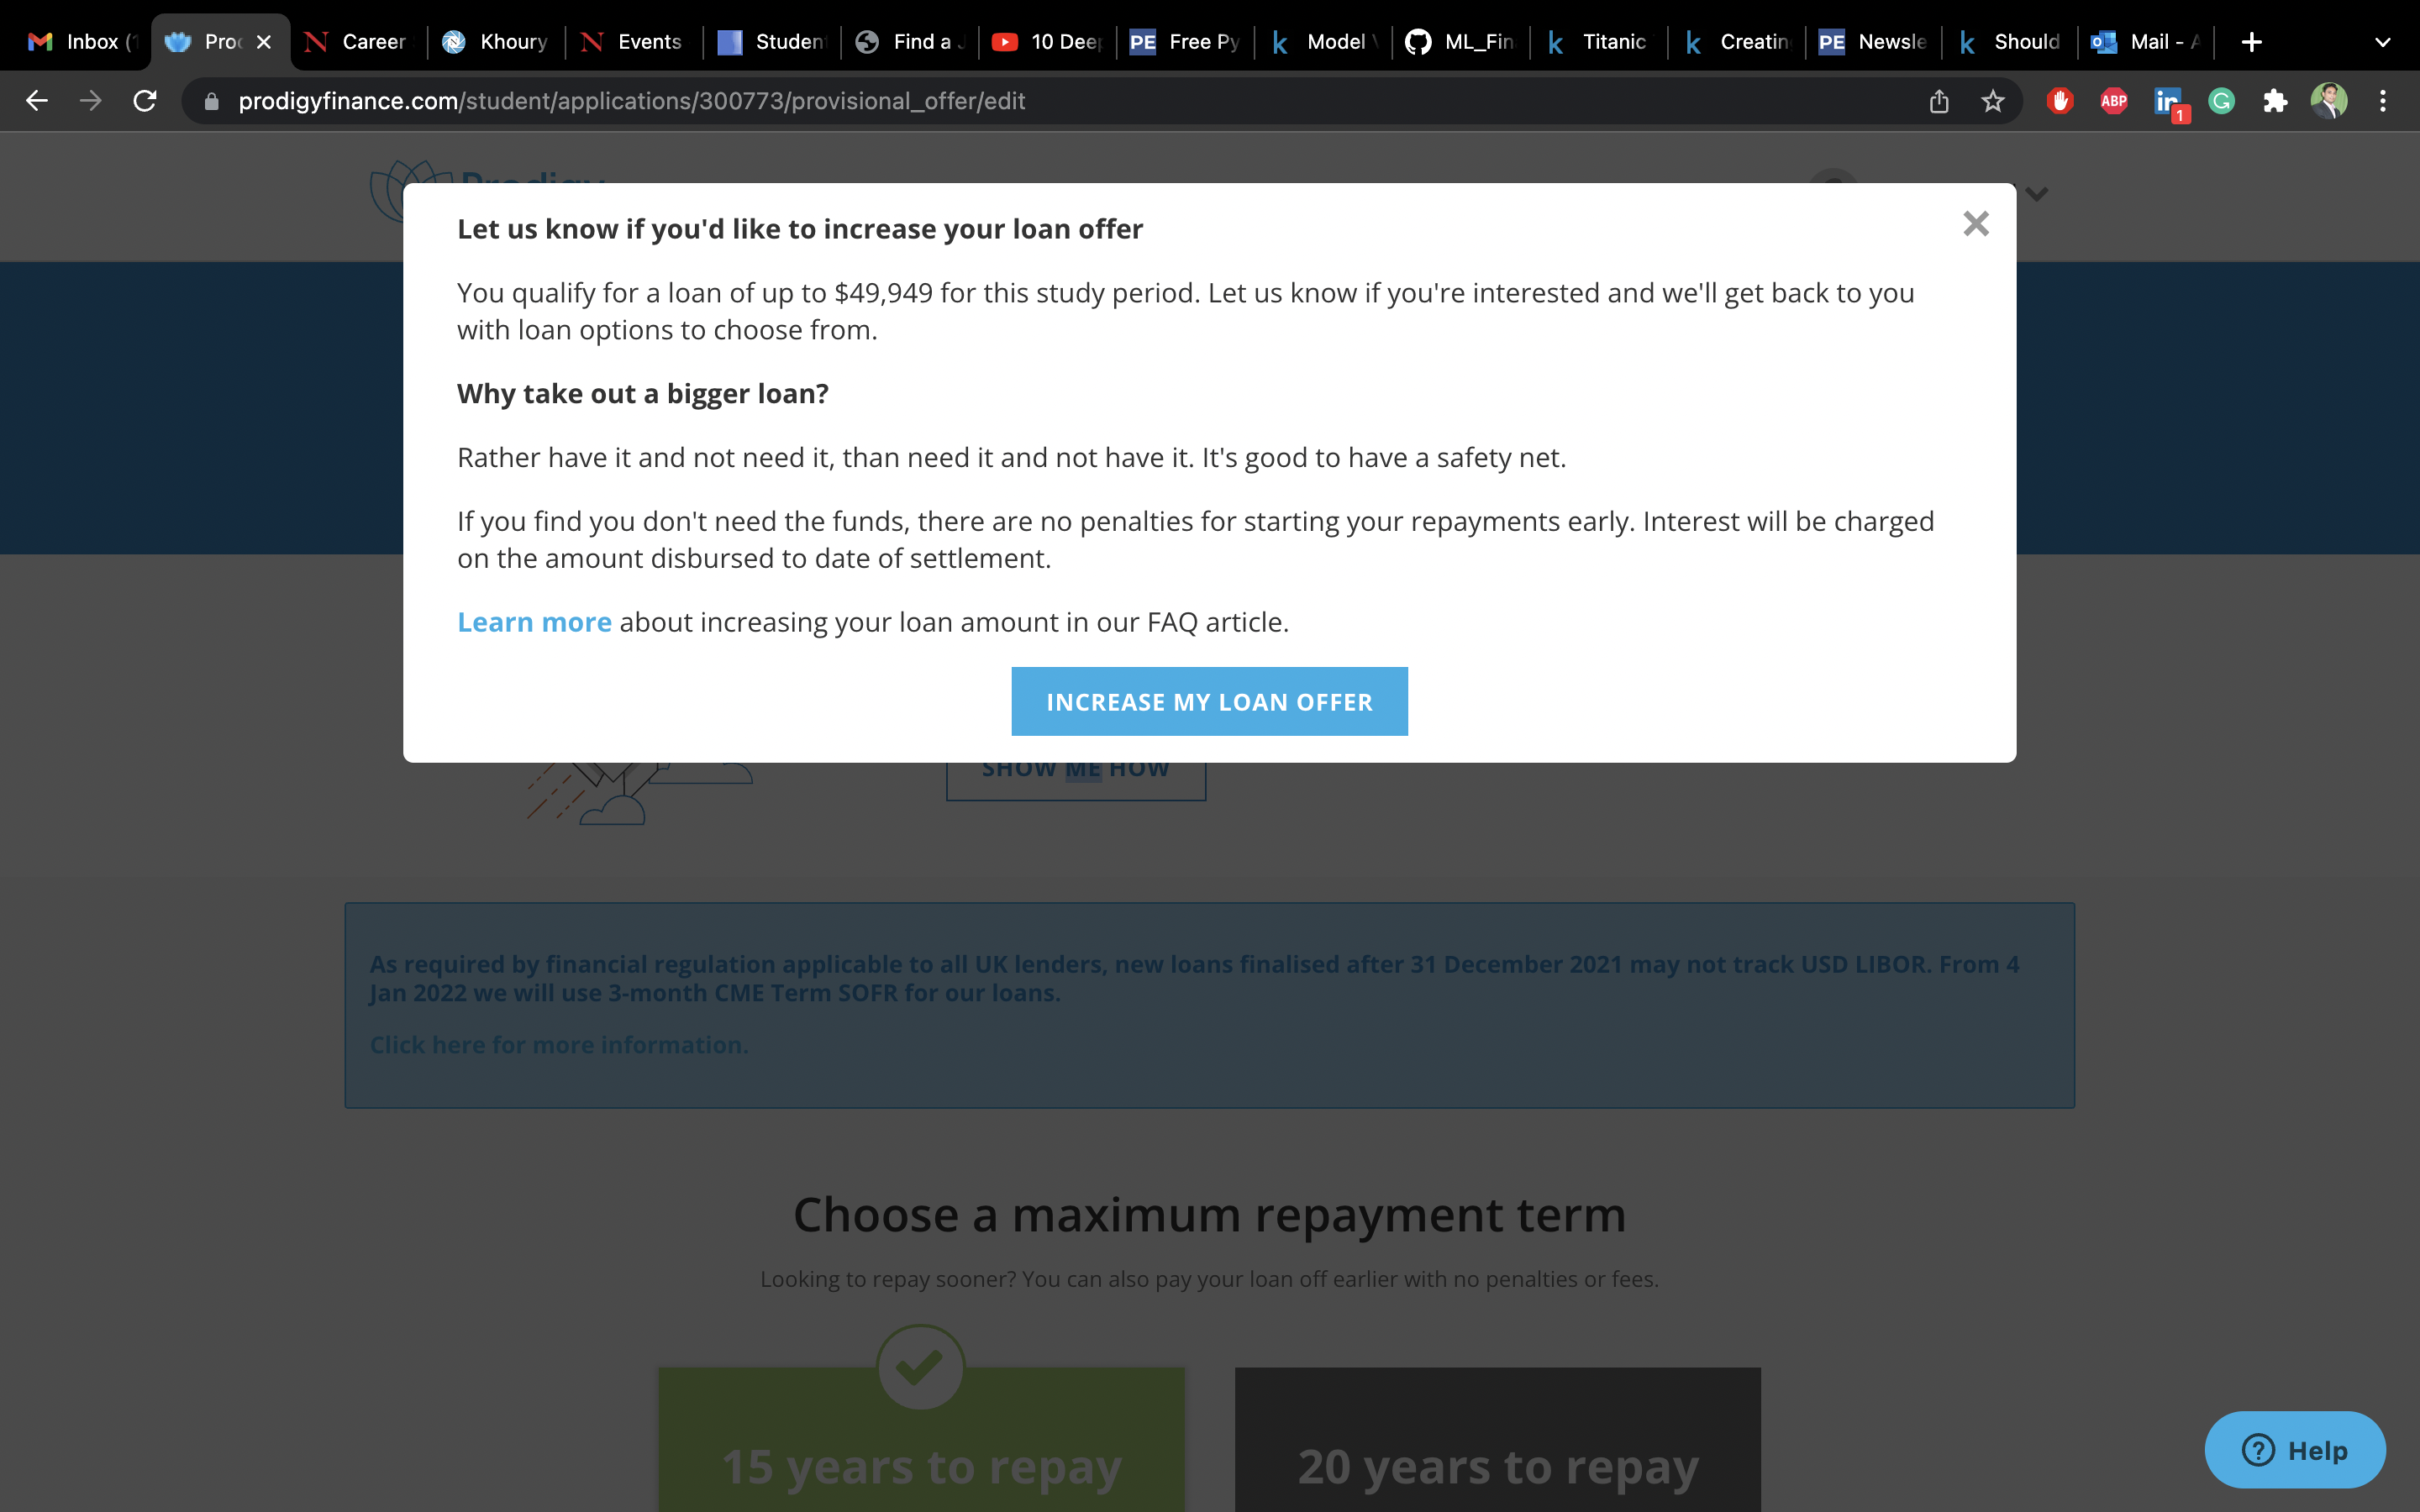 Inbox (
Proc
Career
Khoury
Events
Studen
Find a J
10 Deep
PE Free Py
Model V
ML_Fin
Titanic
Creatin
PE Newsle
Should
Mail - A
prodigyfinance.com/student/applications/300773/provisional_offer/edit
ABP
in
1
Let us know if you'd like to increase your loan offer
You qualify for a loan of up to $49,949 for this study period. Let us know if you're interested and we'll get back to you
with loan options to choose from.
Why take out a bigger loan?
Rather have it and not need it, than need it and not have it. It's good to have a safety net.
If you find you don't need the funds, there are no penalties for starting your repayments early. Interest will be charged
on the amount disbursed to date of settlement.
Learn more about increasing your loan amount in our FAQ article.
INCREASE MY LOAN OFFER
SHOW ME HOW
As required by financial regulation applicable to all UK lenders, new loans finalised after 31 December 2021 may not track USD LIBOR. From 4
Jan 2022 we will use 3-month CME Term SOFR for our loans.
Click here for more information.
Choose a maximum repayment term
Looking to repay sooner? You can also pay your loan off earlier with no penalties or fees.
15 years to repay
20 years to repay
Help